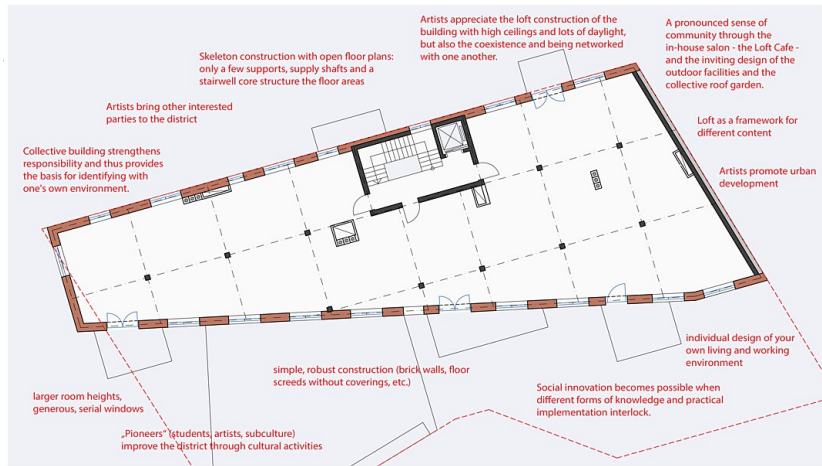 Artists appreciate the loft construction of the
building with high ceilings and lots of daylight,
but also the coexistence and being networked
with one another.
A pronounced sense of
community through the
in-house salon - the Loft Cafe -
and the inviting design of the
outdoor facilities and the
collective roof garden.
Skeleton construction with open floor plans:
only a few supports, supply shafts and a
stairwell core structure the floor areas
Artists bring other interested
parties to the district
Loft as a framework for
different content
Collective building strengthens
responsibility and thus provides
the basis for identifying with
one's own environment.
Artists promote urban
development
individual design of your
own living and working
environment
simple, robust construction (brick walls, floor
screeds without coverings, etc.)
Social innovation becomes possible when
different forms of knowledge and practical
implementation interlock.
larger room heights,
generous, serial windows
„Pioneers“ (students, artists, subculture)
improve the district through cultural activities